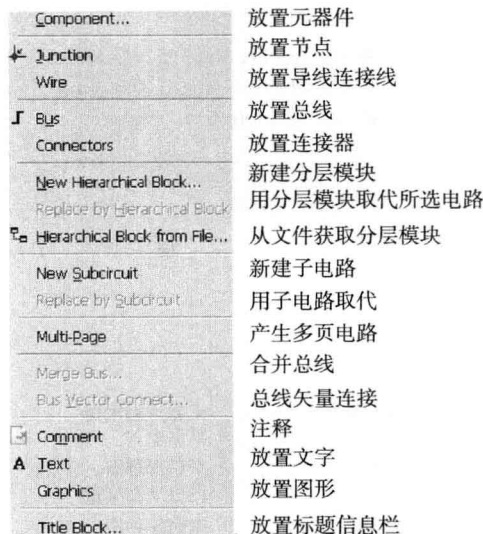 Component... 放置元器件
Junction 放置节点
Wire 放置导线连接线
Bus 放置总线
Connectors 放置连接器
New Hierarchical Block... 新建分层模块
Replace by Hierarchical Block 用分层模块取代所选电路
Hierarchical Block from File... 从文件获取分层模块
New Subcircuit 新建子电路
Replace by Subcircuit 用子电路取代
Multi-Page 产生多页电路
Merge Bus... 合并总线
Bus Vector Connect... 总线矢量连接
Comment 注释
A Text 放置文字
Graphics 放置图形
Title Block... 放置标题信息栏